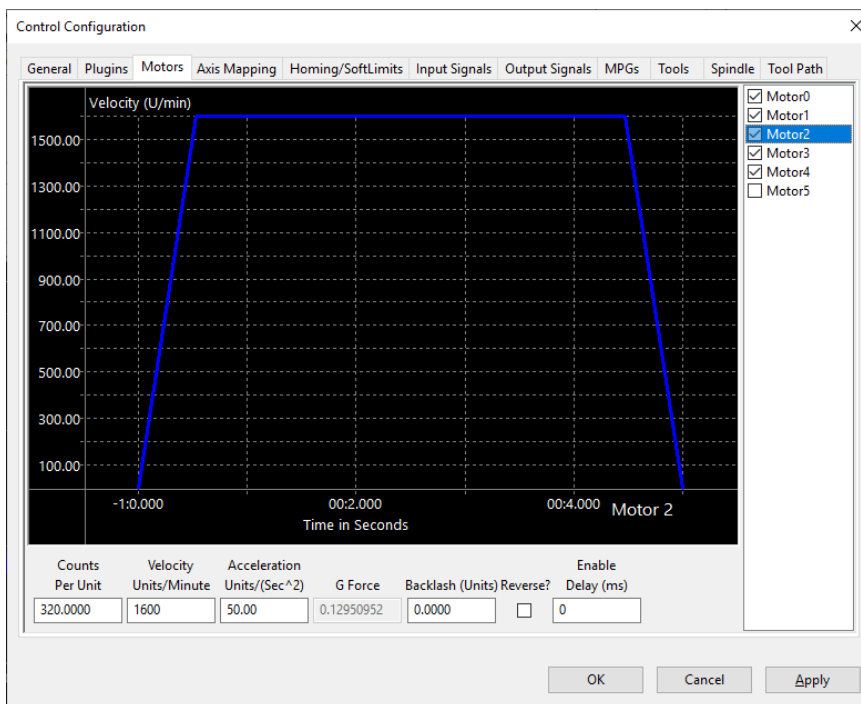 Control Configuration
General Plugins Motors Axis Mapping Homing/SoftLimits Input Signals Output Signals MPGs Tools Spindle Tool Path
Velocity (U/min)
1500.00
1300.00
1100.00
900.00
700.00
500.00
300.00
100.00
-1:0.000 00:2.000 00:4.000 Motor 2
Time in Seconds
Motor0
Motor1
Motor2
Motor3
Motor4
Motor5
Counts Velocity Acceleration Enable
Per Unit Units/Minute Units/(Sec^2) G Force Backlash (Units) Reverse? Delay (ms)
320.0000 1600 50.00 0.12950952 0.0000 0
OK Cancel Apply